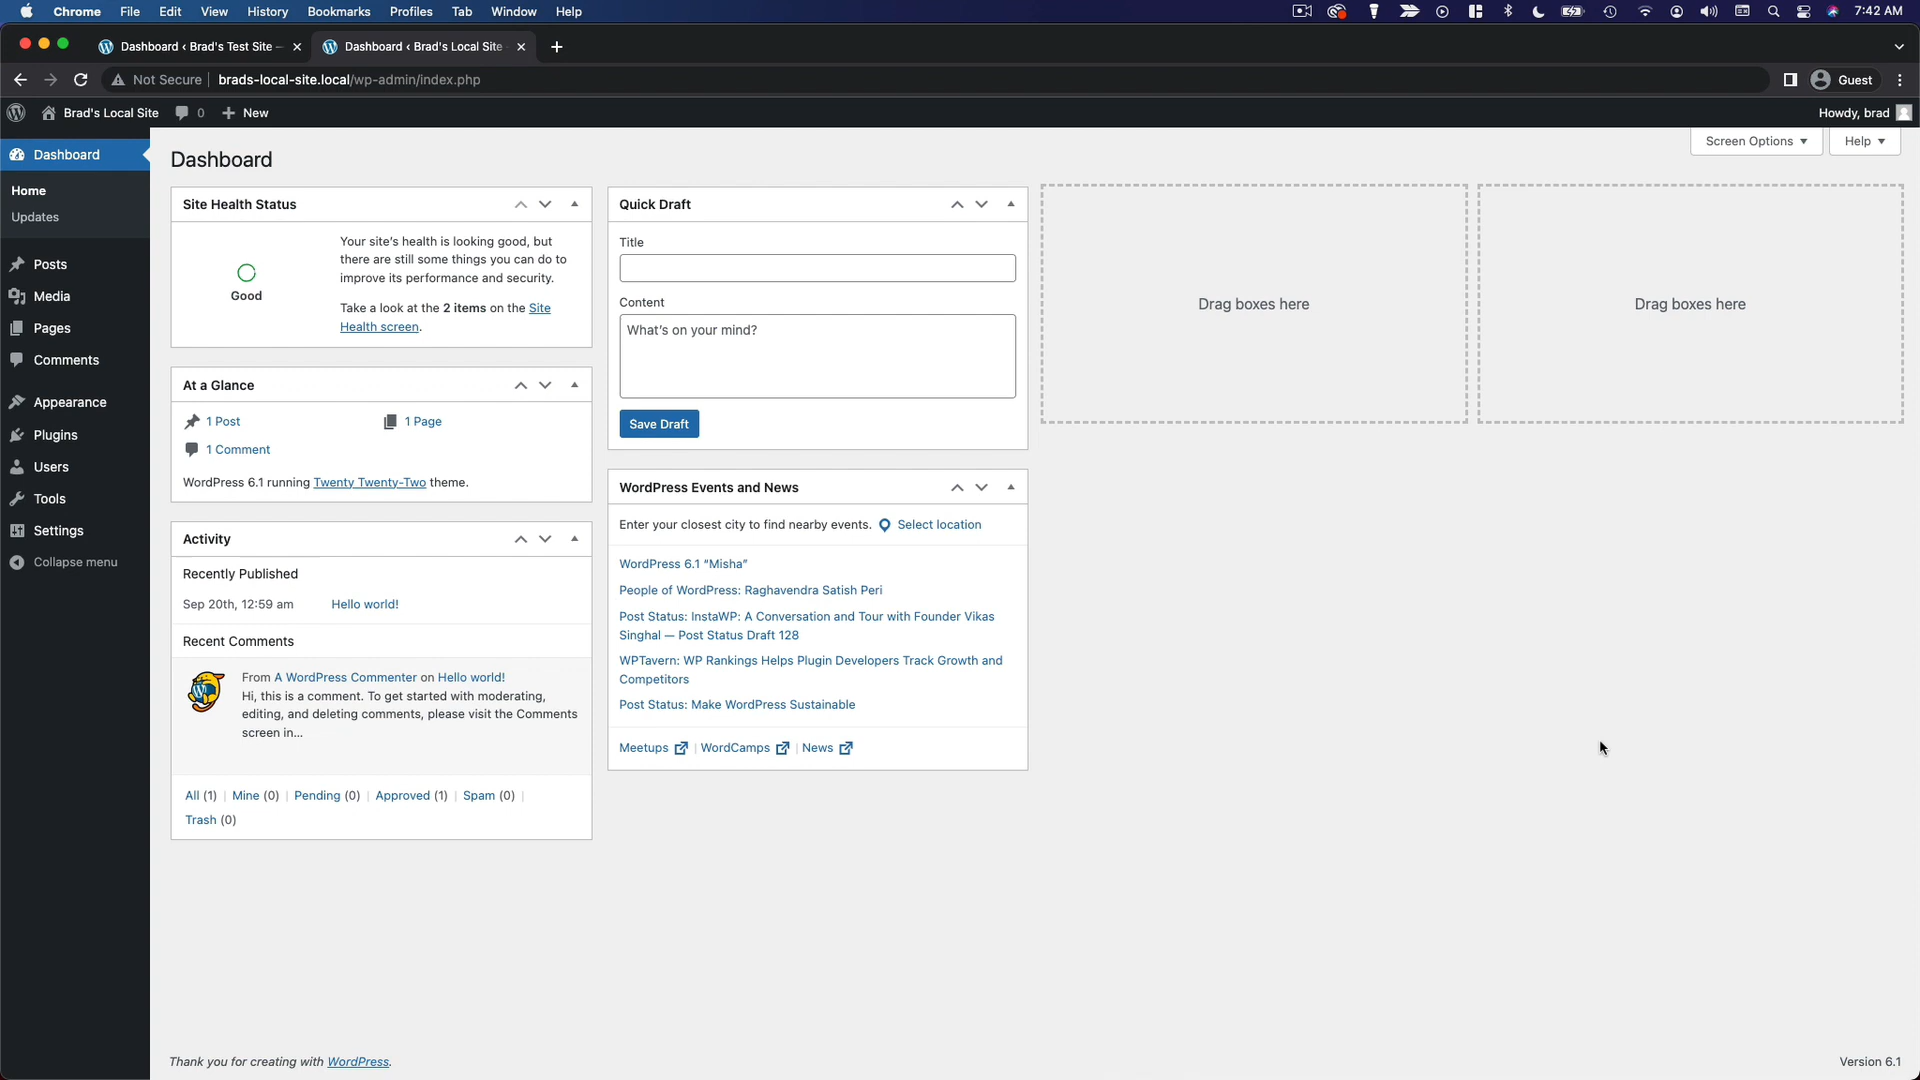 Chrome File Edit View History Bookmarks Profiles Tab Window Help 7:42 AM
Dashboard ‹ Brad's Test Site — Dashboard ‹ Brad's Local Site
Not Secure brads-local-site.local/wp-admin/index.php Guest
Brad's Local Site 0 New Howdy, brad
Screen Options Help
Dashboard
Home
Updates
Posts
Media
Pages
Comments
Appearance
Plugins
Users
Tools
Settings
Collapse menu
Dashboard
Site Health Status
Good
Your site's health is looking good, but
there are still some things you can do to
improve its performance and security.
Take a look at the 2 items on the Site
Health screen.
At a Glance
1 Post 1 Page
1 Comment
WordPress 6.1 running Twenty Twenty-Two theme.
Activity
Recently Published
Sep 20th, 12:59 am Hello world!
Recent Comments
From A WordPress Commenter on Hello world!
Hi, this is a comment. To get started with moderating,
editing, and deleting comments, please visit the Comments
screen in…
All (1) | Mine (0) | Pending (0) | Approved (1) | Spam (0) |
Trash (0)
Quick Draft
Title
Content
What's on your mind?
Save Draft
WordPress Events and News
Enter your closest city to find nearby events. Select location
WordPress 6.1 “Misha”
People of WordPress: Raghavendra Satish Peri
Post Status: InstaWP: A Conversation and Tour with Founder Vikas
Singhal — Post Status Draft 128
WPTavern: WP Rankings Helps Plugin Developers Track Growth and
Competitors
Post Status: Make WordPress Sustainable
Meetups | WordCamps | News
Drag boxes here
Drag boxes here
Thank you for creating with WordPress.
Version 6.1